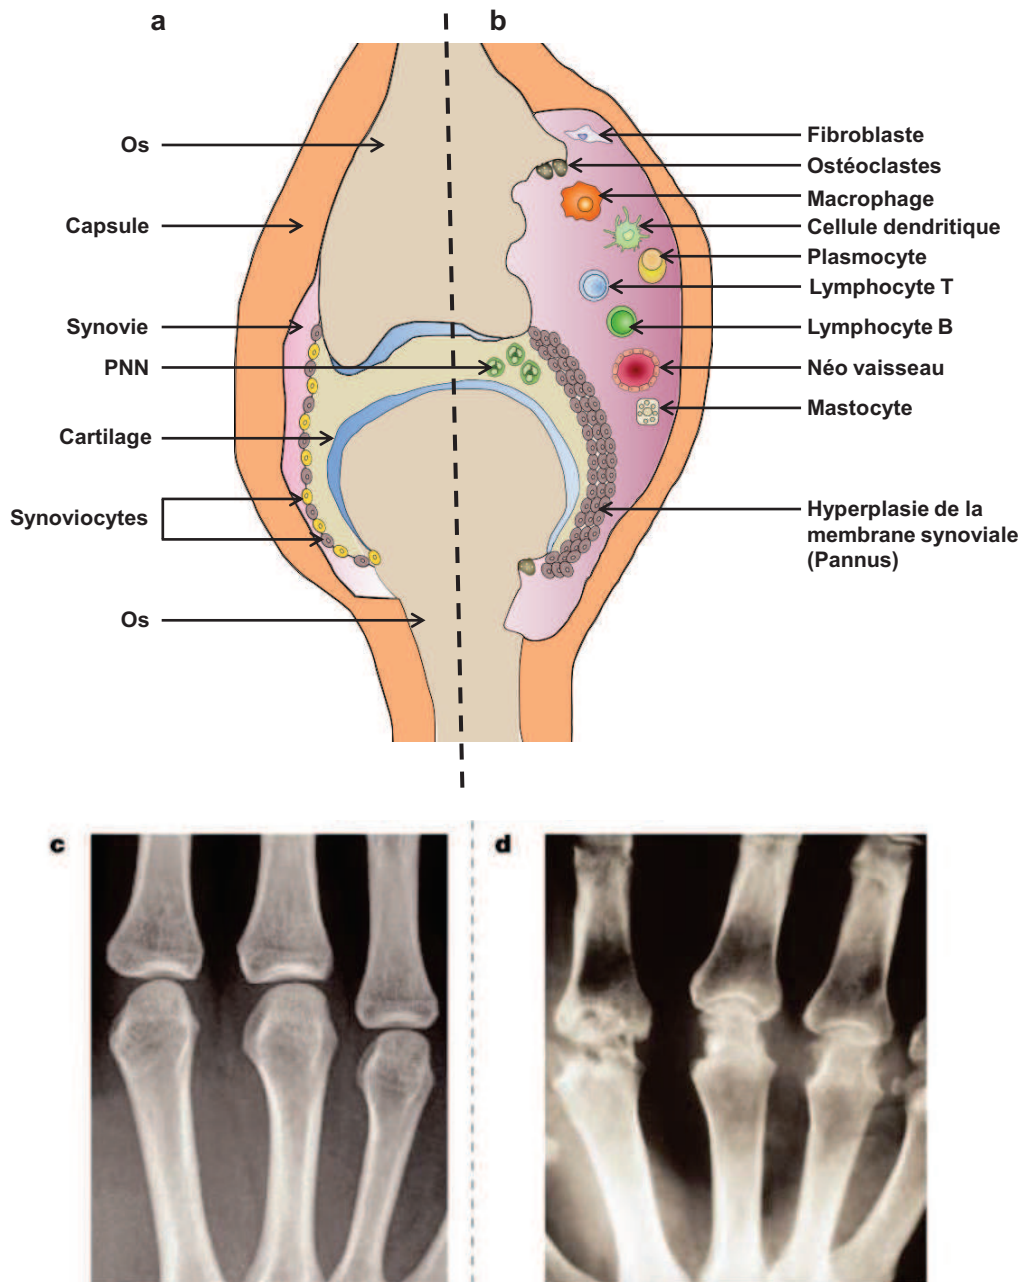 a
b
Os
Capsule
Synovie
PNN
Cartilage
Synoviocytes
Os
Fibroblaste
Ostéoclastes
Macrophage
Cellule dendritique
Plasmocyte
Lymphocyte T
Lymphocyte B
Néo vaisseau
Mastocyte
Hyperplasie de la
membrane synoviale
(Pannus)
c
d